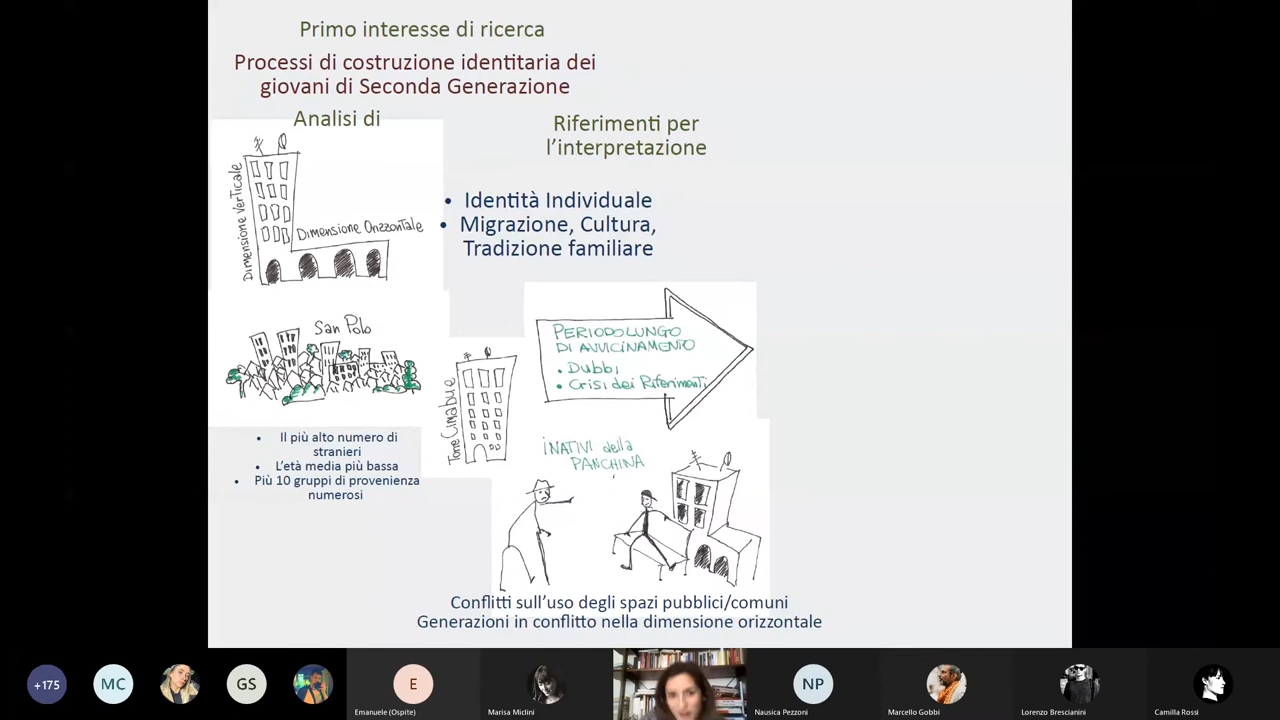 Primo interesse di ricerca
Processi di costruzione identitaria dei
giovani di Seconda Generazione
Analisi di
Riferimenti per
l'interpretazione
Dimensione Verticale
Dimensione Orizzontale
• Identità Individuale
• Migrazione, Cultura,
Tradizione familiare
San Polo
• Il più alto numero di
stranieri
• L'età media più bassa
• Più 10 gruppi di provenienza
numerosi
Torre Cimabue
PERIODO LUNGO
DI AVVICINAMENTO
• Dubbi
• Crisi dei Riferimenti
i NATIVI della
PANCHINA
Conflitti sull'uso degli spazi pubblici/comuni
Generazioni in conflitto nella dimensione orizzontale
+175
MC
GS
E
NP
Emanuele (Ospite)
Marisa Miclini
Nausica Pezzoni
Marcello Gobbi
Lorenzo Brescianini
Camilla Rossi